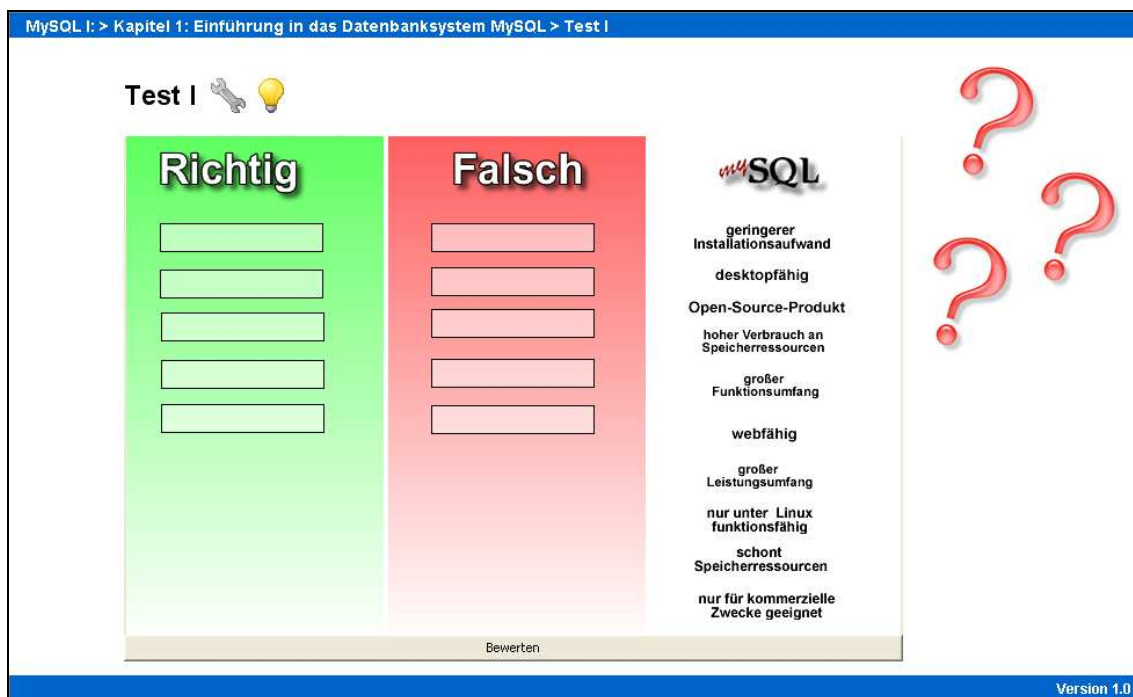 MySQL I: > Kapitel 1: Einführung in das Datenbanksystem MySQL > Test I
Test I
Richtig
Falsch
mySQL
geringerer
Installationsaufwand
desktopfähig
Open-Source-Produkt
hoher Verbrauch an
Speicherressourcen
großer
Funktionsumfang
webfähig
großer
Leistungsumfang
nur unter Linux
funktionsfähig
schont
Speicherressourcen
nur für kommerzielle
Zwecke geeignet
Bewerten
Version 1.0